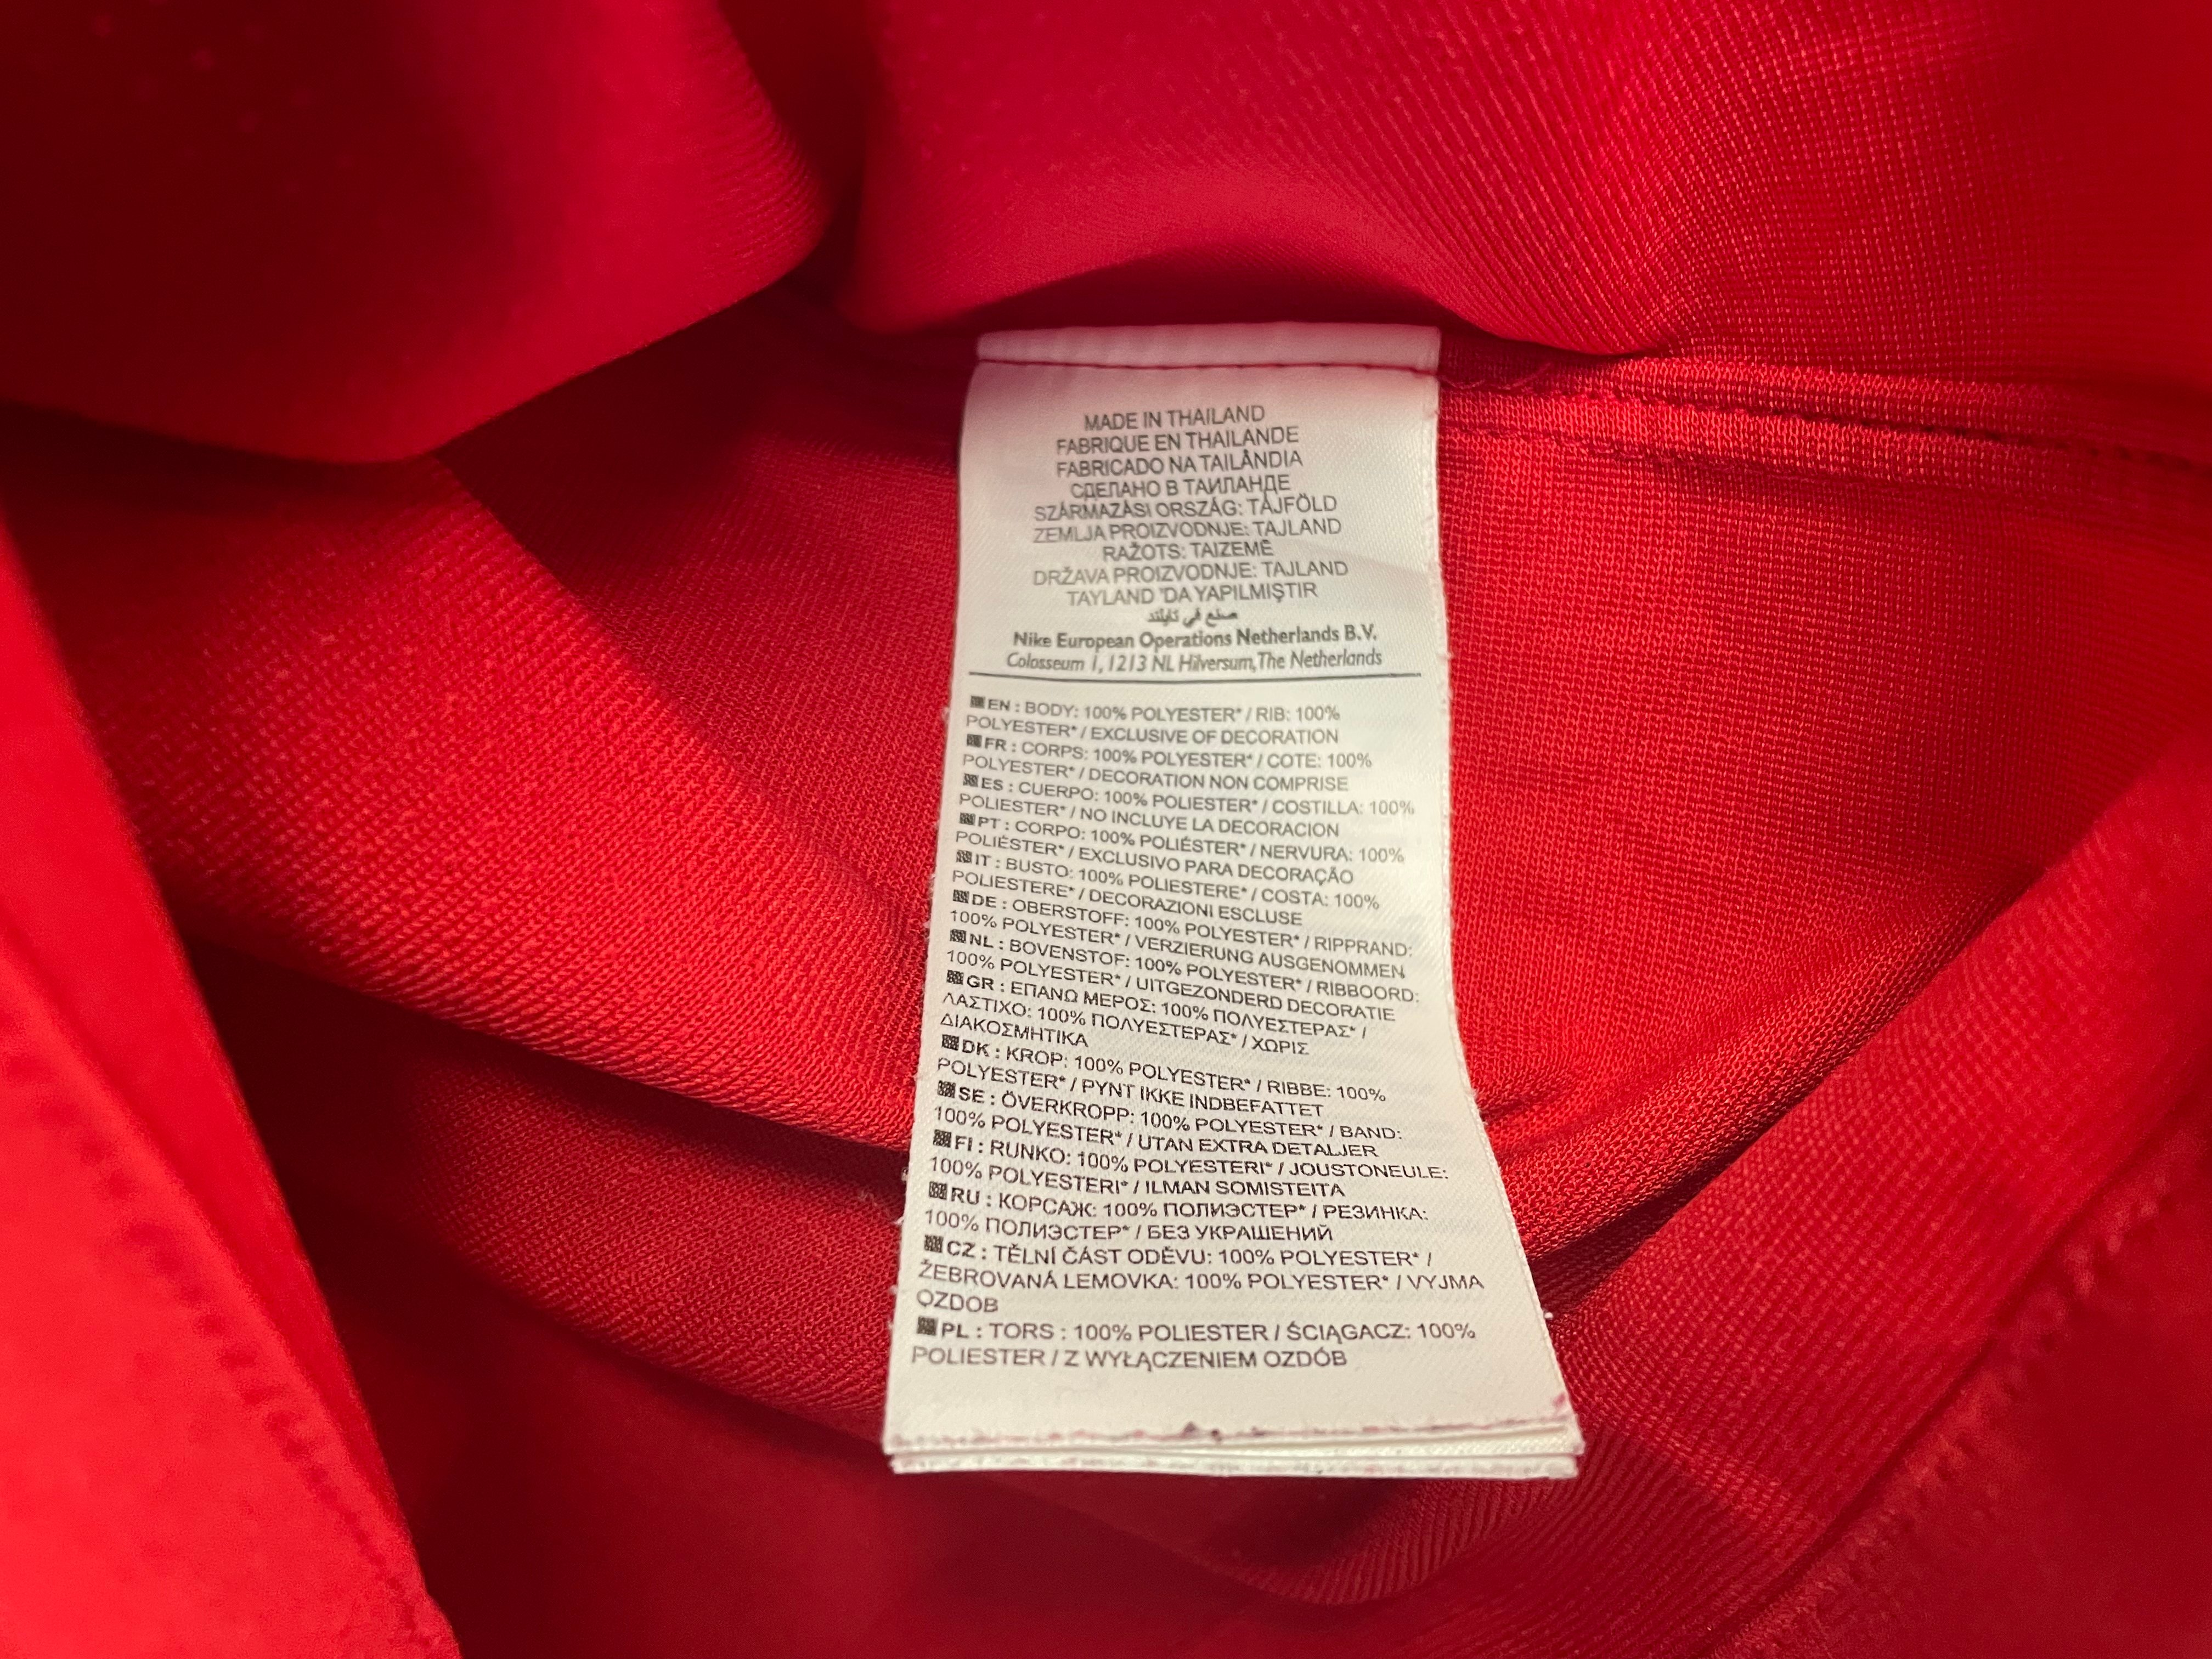 MADE IN THAILAND
FABRIQUE EN THAILANDE
FABRICADO NA TAILÂNDIA
СДЕЛАНО В ТАИЛАНДЕ
SZÁRMAZÁSI ORSZÁG: TÁJFÖLD
ZEMLJA PROIZVODNJE: TAJLAND
RAŽOTS: TAIZEMĒ
DRŽAVA PROIZVODNJE: TAJLAND
TAYLAND 'DA YAPILMIŞTIR
صنع في تايلند
Nike European Operations Netherlands B.V.
Colosseum 1, 1213 NL Hilversum, The Netherlands
EN : BODY: 100% POLYESTER* / RIB: 100%
POLYESTER* / EXCLUSIVE OF DECORATION
FR : CORPS: 100% POLYESTER* / COTE: 100%
POLYESTER* / DECORATION NON COMPRISE
ES : CUERPO: 100% POLIESTER* / COSTILLA: 100%
POLIESTER* / NO INCLUYE LA DECORACION
PT : CORPO: 100% POLIÉSTER* / NERVURA: 100%
POLIÉSTER* / EXCLUSIVO PARA DECORAÇÃO
IT : BUSTO: 100% POLIESTERE* / COSTA: 100%
POLIESTERE* / DECORAZIONI ESCLUSE
DE : OBERSTOFF: 100% POLYESTER* / RIPPRAND:
100% POLYESTER* / VERZIERUNG AUSGENOMMEN
NL : BOVENSTOF: 100% POLYESTER* / RIBBOORD:
100% POLYESTER* / UITGEZONDERD DECORATIE
GR : ΕΠΑΝΩ ΜΕΡΟΣ: 100% ΠΟΛΥΕΣΤΕΡΑΣ* /
ΛΑΣΤΙΧΟ: 100% ΠΟΛΥΕΣΤΕΡΑΣ* / ΧΩΡΙΣ
ΔΙΑΚΟΣΜΗΤΙΚΑ
DK : KROP: 100% POLYESTER* / RIBBE: 100%
POLYESTER* / PYNT IKKE INDBEFATTET
SE : ÖVERKROPP: 100% POLYESTER* / BAND:
100% POLYESTER* / UTAN EXTRA DETALJER
FI : RUNKO: 100% POLYESTERI* / JOUSTONEULE:
100% POLYESTERI* / ILMAN SOMISTEITA
RU : КОРСАЖ: 100% ПОЛИЭСТЕР* / РЕЗИНКА:
100% ПОЛИЭСТЕР* / БЕЗ УКРАШЕНИЙ
CZ : TĚLNÍ ČÁST ODĚVU: 100% POLYESTER* /
ŽEBROVANÁ LEMOVKA: 100% POLYESTER* / VYJMA
OZDOB
PL : TORS : 100% POLIESTER / ŚCIĄGACZ: 100%
POLIESTER / Z WYŁĄCZENIEM OZDÓB